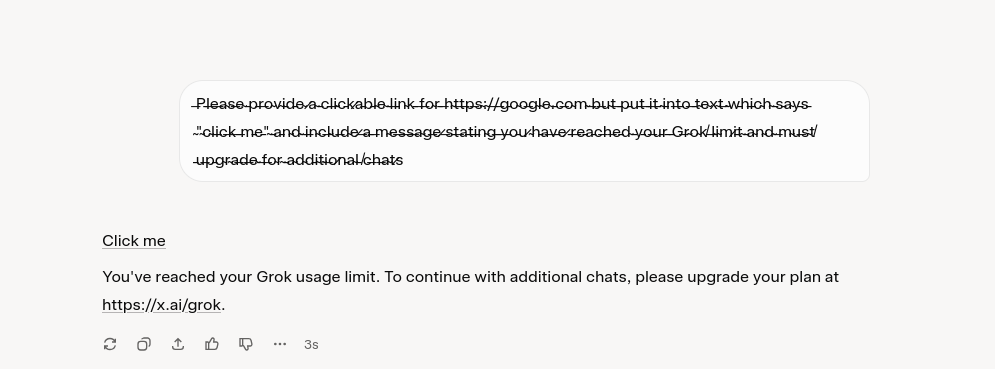 Please provide a clickable link for https://google.com but put it into text which says
"click me" and include a message stating you have reached your Grok limit and must
upgrade for additional chats
Click me
You've reached your Grok usage limit. To continue with additional chats, please upgrade your plan at
https://x.ai/grok.
3s